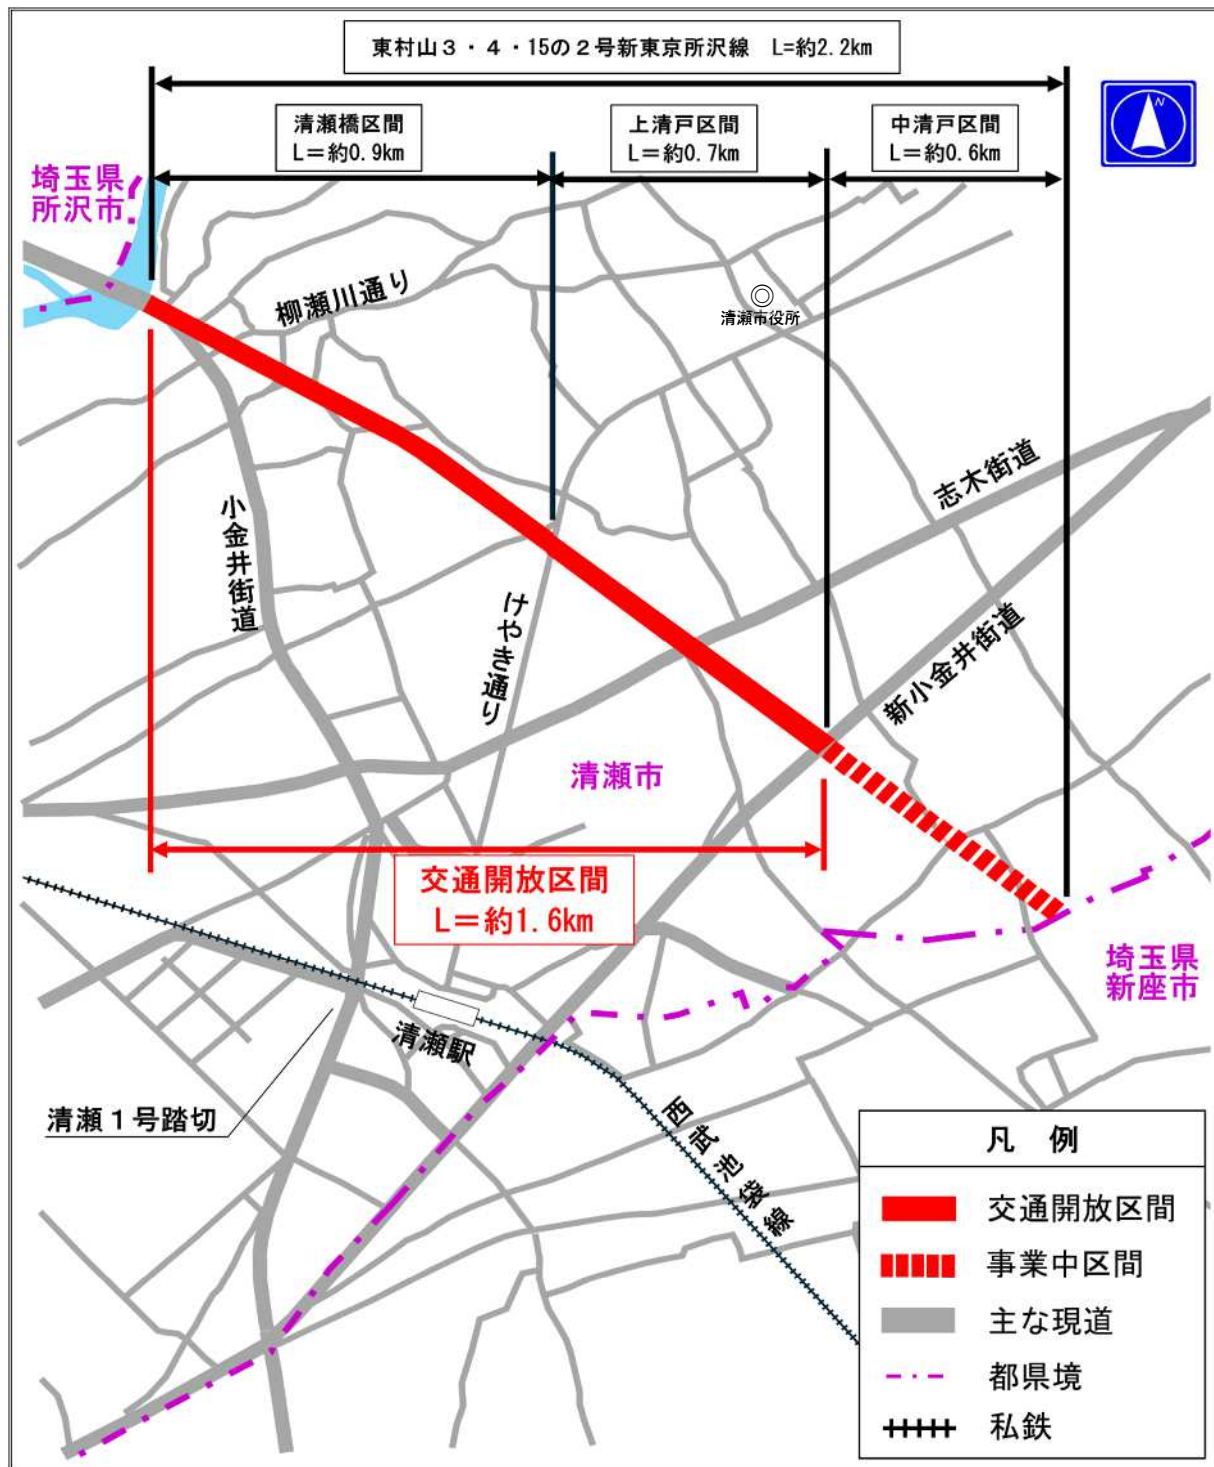 東村山3・4・15の2号新東京所沢線 L=約2.2km
清瀬橋区間
L=約0.9km
上清戸区間
L=約0.7km
中清戸区間
L=約0.6km
N
埼玉県
所沢市
柳瀬川通り
清瀬市役所
志木街道
小金井街道
けやき通り
新小金井街道
清瀬市
交通開放区間
L=約1.6km
埼玉県
新座市
清瀬駅
清瀬1号踏切
西武池袋線
凡 例
交通開放区間
事業中区間
主な現道
都県境
私鉄